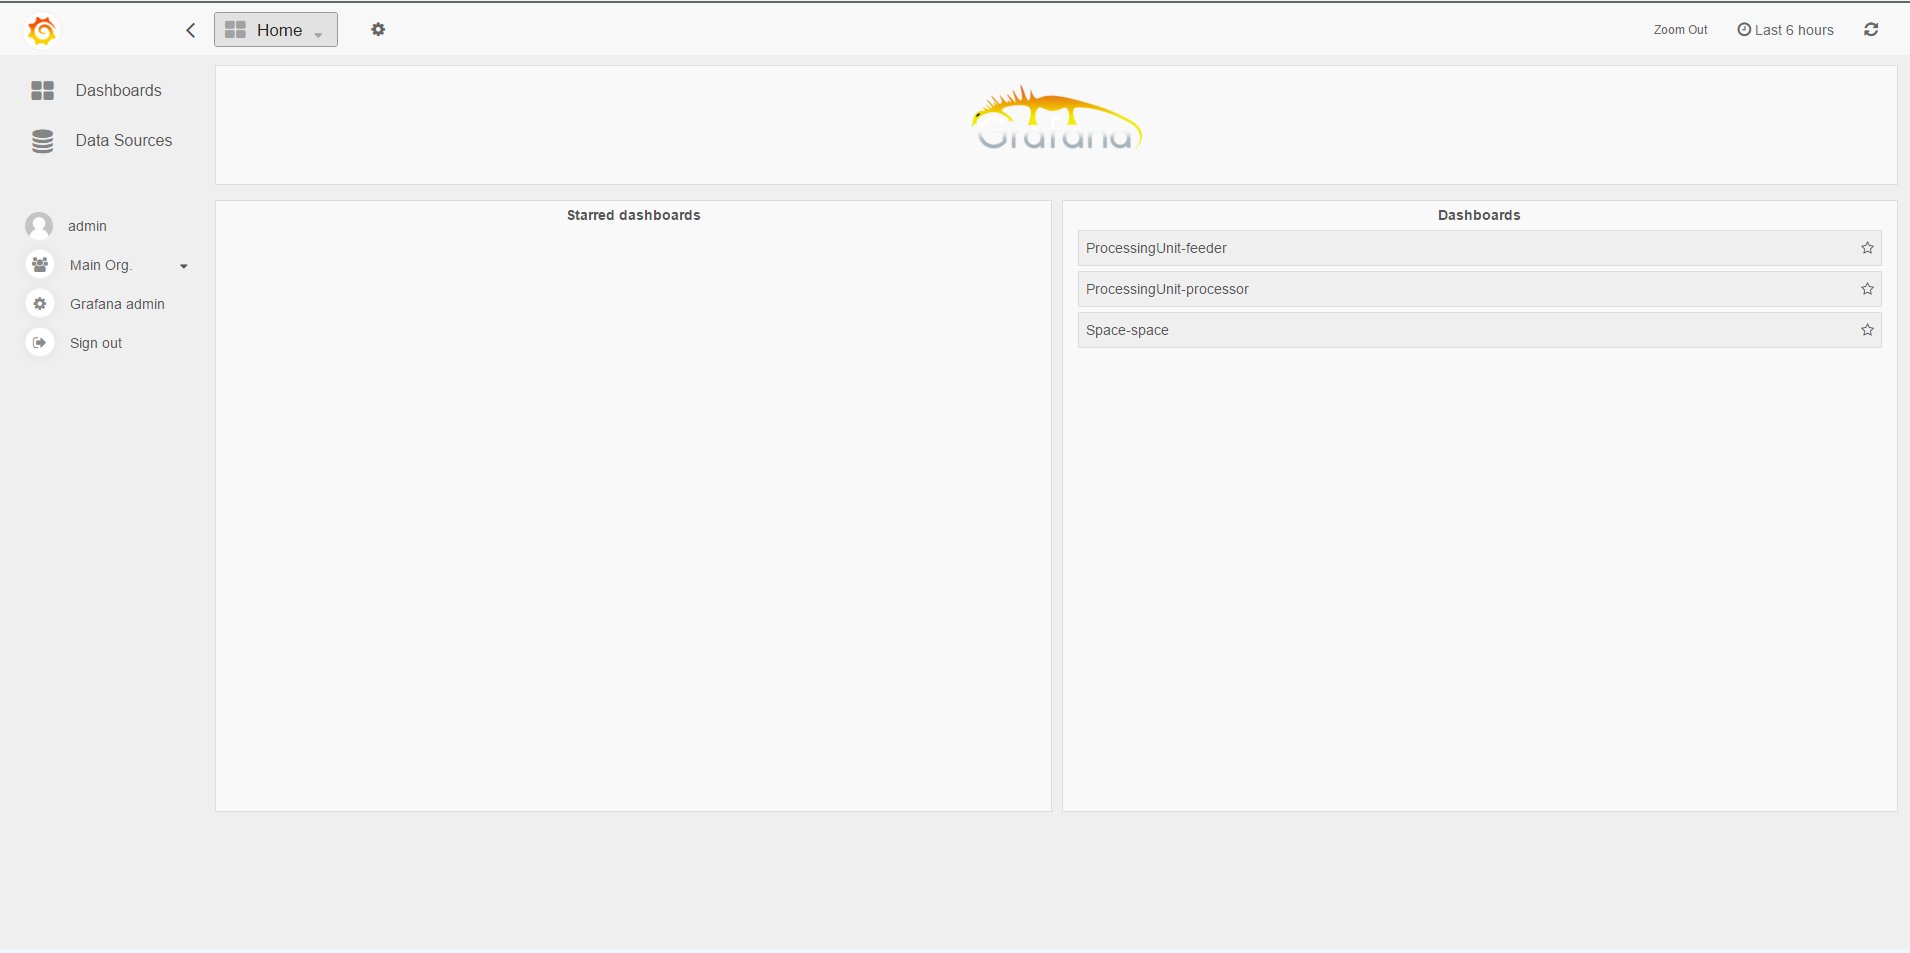 Home
Zoom Out
Last 6 hours
Dashboards
Data Sources
admin
Main Org.
Grafana admin
Sign out
Grafana
Starred dashboards
Dashboards
ProcessingUnit-feeder
ProcessingUnit-processor
Space-space